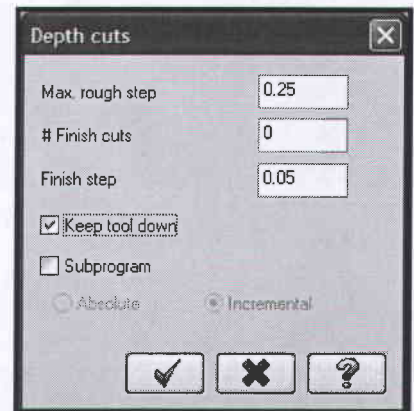 Depth cuts
Max. rough step 0.25
# Finish cuts 0
Finish step 0.05
Keep tool down
Subprogram
Absolute Incremental